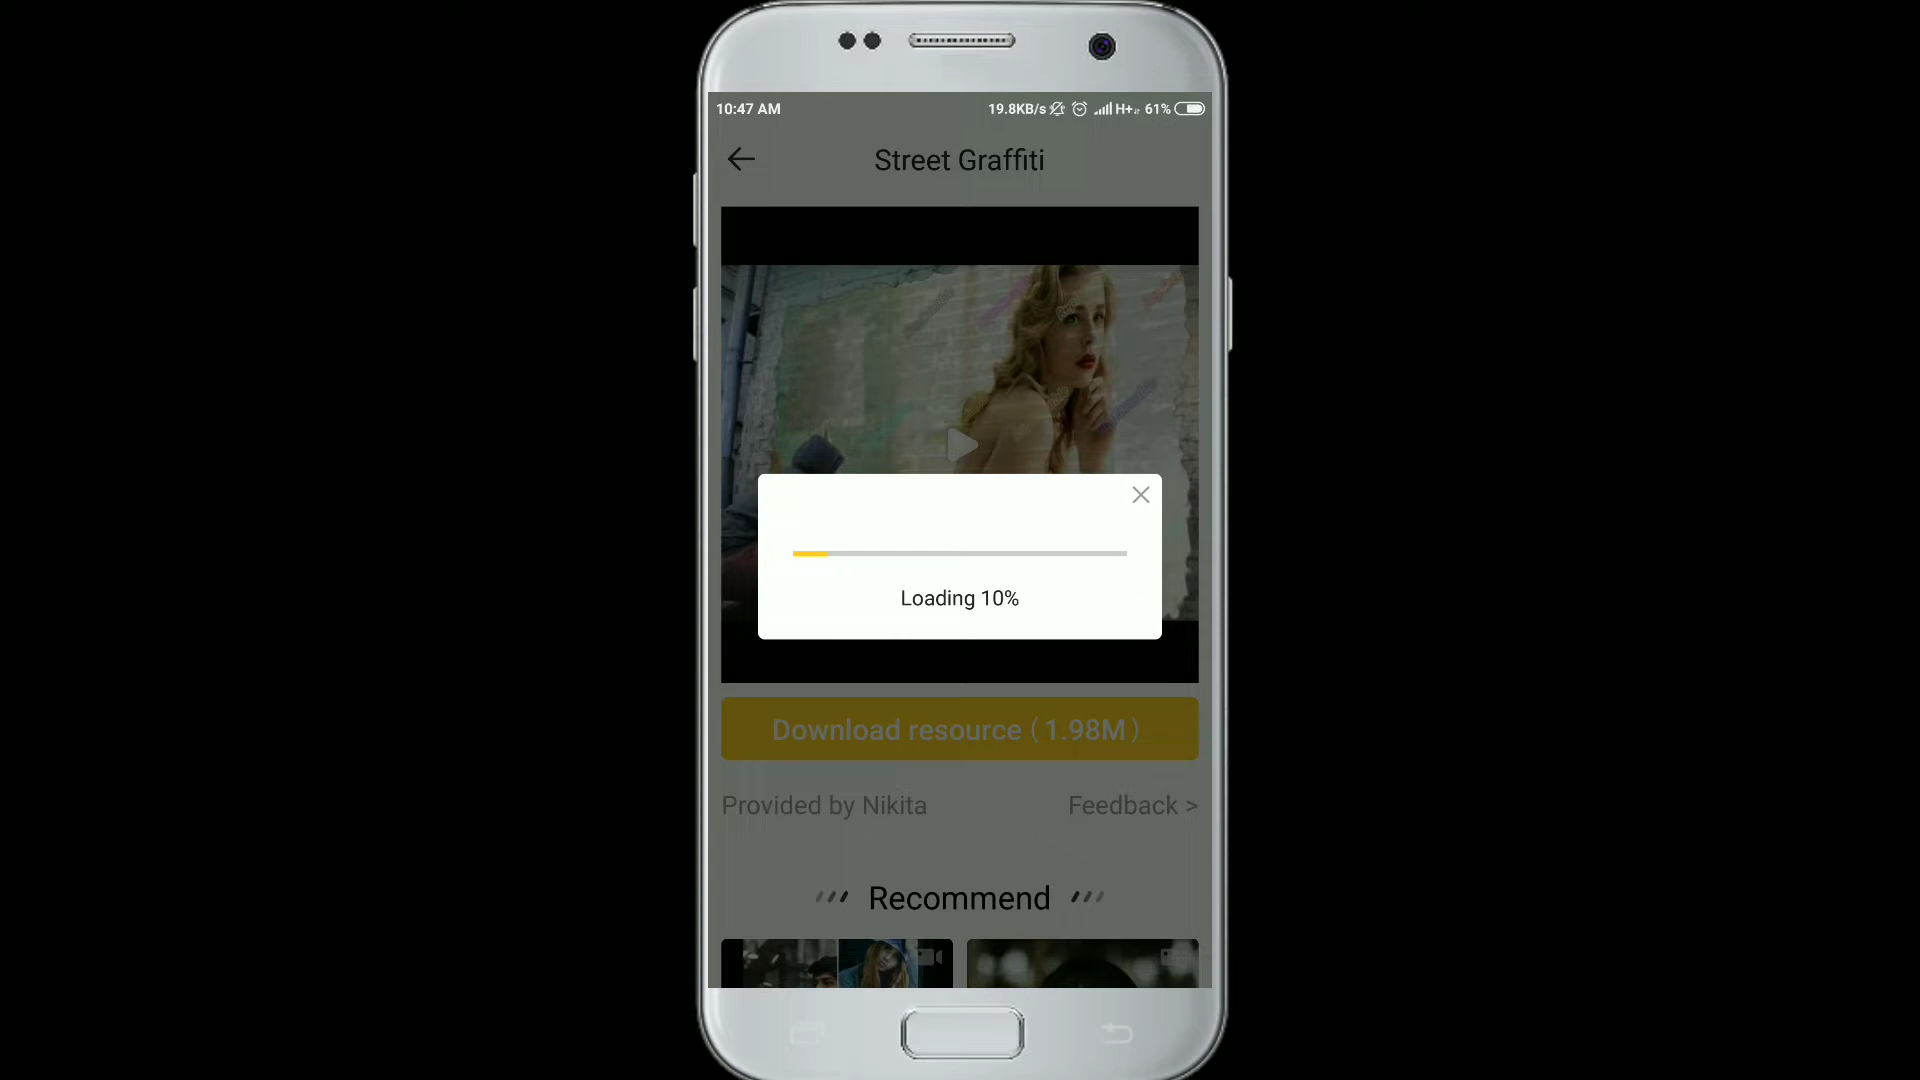 10:47 AM
19.8KB/s H+ 61%
Street Graffiti
Loading 10%
Download resource (1.98M)
Provided by Nikita
Feedback >
Recommend